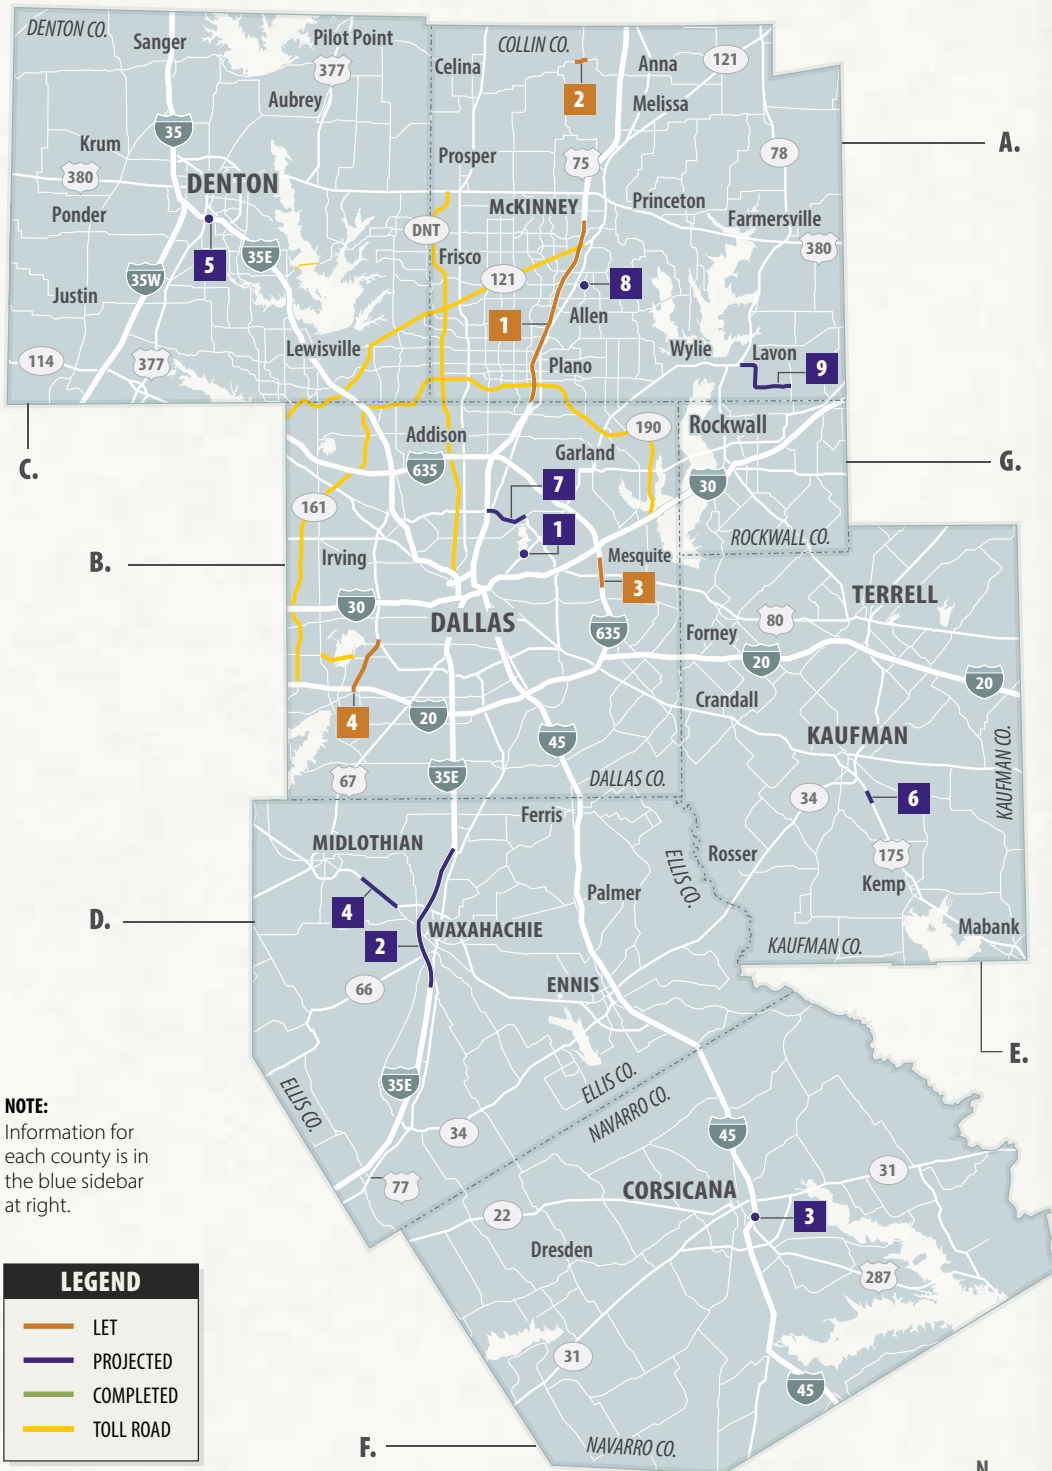 DENTON CO.
Sanger
Pilot Point
377
Aubrey
35
Krum
380
DENTON
Ponder
5
35E
35W
Justin
Lewisville
114
377
C.
COLLIN CO.
Celina
Anna
121
2
Melissa
A.
Prosper
75
78
McKINNEY
Princeton
Farmersville
DNT
380
Frisco
121
8
1
Allen
Wylie
Lavon
9
Plano
190
Rockwall
G.
Addison
Garland
635
30
7
161
1
ROCKWALL CO.
B.
Irving
Mesquite
3
30
DALLAS
635
TERRELL
80
Forney
20
20
Crandall
4
20
45
KAUFMAN
KAUFMAN CO.
67
35E
DALLAS CO.
34
6
Ferris
MIDLOTHIAN
ELLIS CO.
Rosser
175
Kemp
Palmer
4
D.
2
WAXAHACHIE
Mabank
KAUFMAN CO.
66
ENNIS
E.
35E
ELLIS CO.
ELLIS CO.
NAVARRO CO.
34
45
77
31
CORSICANA
22
3
Dresden
287
31
45
F.
NAVARRO CO.
N
NOTE:
Information for
each county is in
the blue sidebar
at right.
LEGEND
LET
PROJECTED
COMPLETED
TOLL ROAD